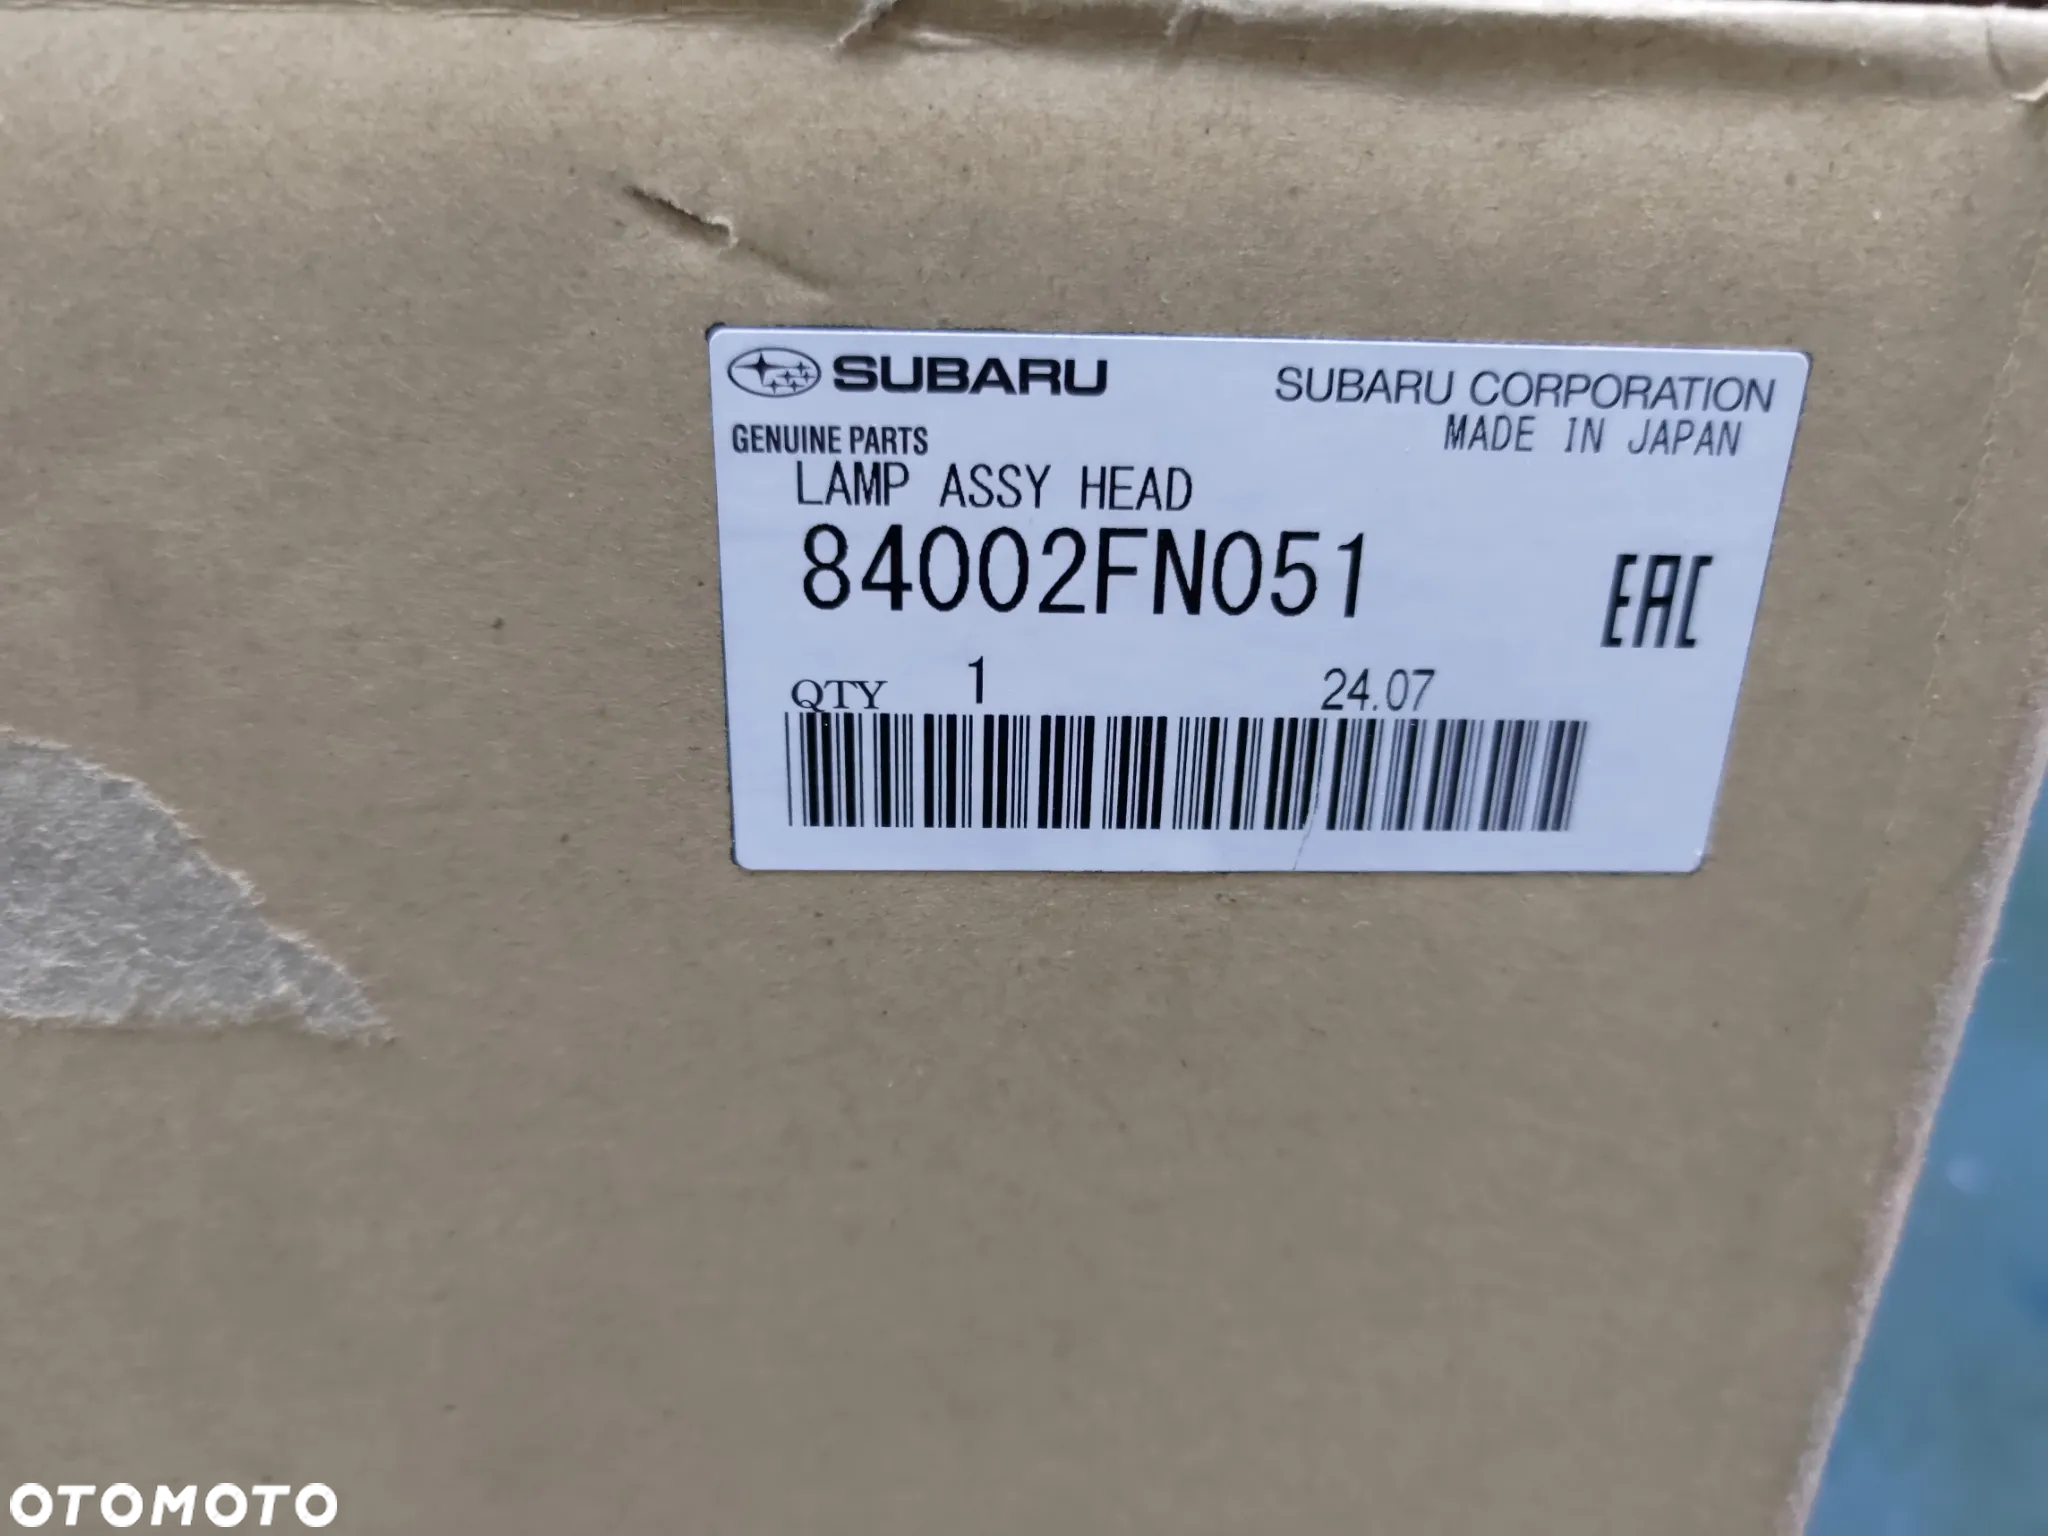 SUBARU
SUBARU CORPORATION
GENUINE PARTS
MADE IN JAPAN
LAMP ASSY HEAD
84002FN051
EAC
QTY 1 24.07
OTOMOTO